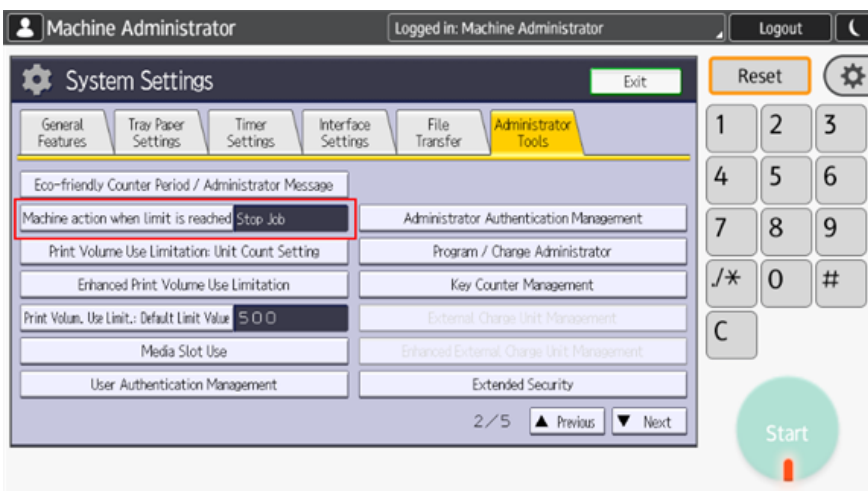 Machine Administrator
Logged in: Machine Administrator
Logout
System Settings
Exit
Reset
General
Features
Tray Paper
Settings
Timer
Settings
Interface
Settings
File
Transfer
Administrator
Tools
Eco-friendly Counter Period / Administrator Message
Machine action when limit is reached Stop Job
Administrator Authentication Management
Print Volume Use Limitation: Unit Count Setting
Program / Change Administrator
Enhanced Print Volume Use Limitation
Key Counter Management
Print Volum. Use Limit.: Default Limit Value 500
External Charge Unit Management
Media Slot Use
Enhanced External Charge Unit Management
User Authentication Management
Extended Security
2/5
▲ Previous
▼ Next
1 2 3
4 5 6
7 8 9
./* 0 #
C
Start